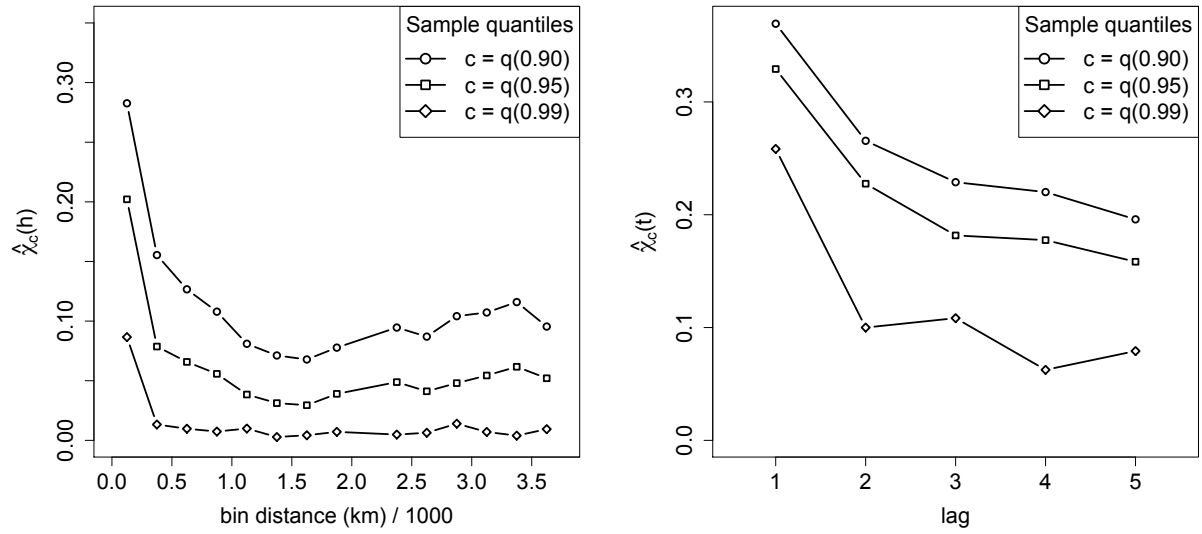 Sample quantiles
c = q(0.90)
c = q(0.95)
c = q(0.99)
χ̂c(h)
0.30
0.20
0.10
0.00
0.0 0.5 1.0 1.5 2.0 2.5 3.0 3.5
bin distance (km) / 1000
Sample quantiles
c = q(0.90)
c = q(0.95)
c = q(0.99)
χ̂c(t)
0.3
0.2
0.1
0.0
1 2 3 4 5
lag